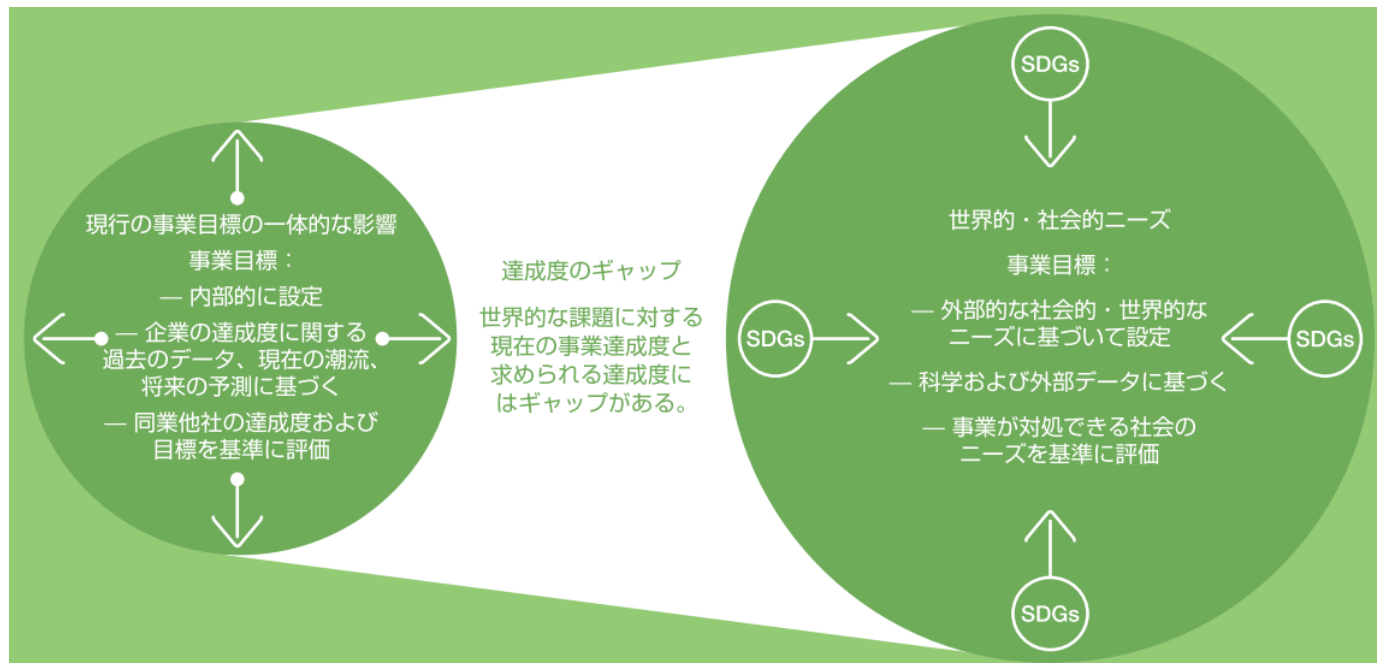 現行の事業目標の一体的な影響
事業目標：
― 内部的に設定
― 企業の達成度に関する
過去のデータ、現在の潮流、
将来の予測に基づく
― 同業他社の達成度および
目標を基準に評価
達成度のギャップ
世界的な課題に対する
現在の事業達成度と
求められる達成度に
はギャップがある。
SDGs
世界的・社会的ニーズ
事業目標：
― 外部的な社会的・世界的な
ニーズに基づいて設定
SDGs
SDGs
― 科学および外部データに基づく
― 事業が対処できる社会の
ニーズを基準に評価
SDGs